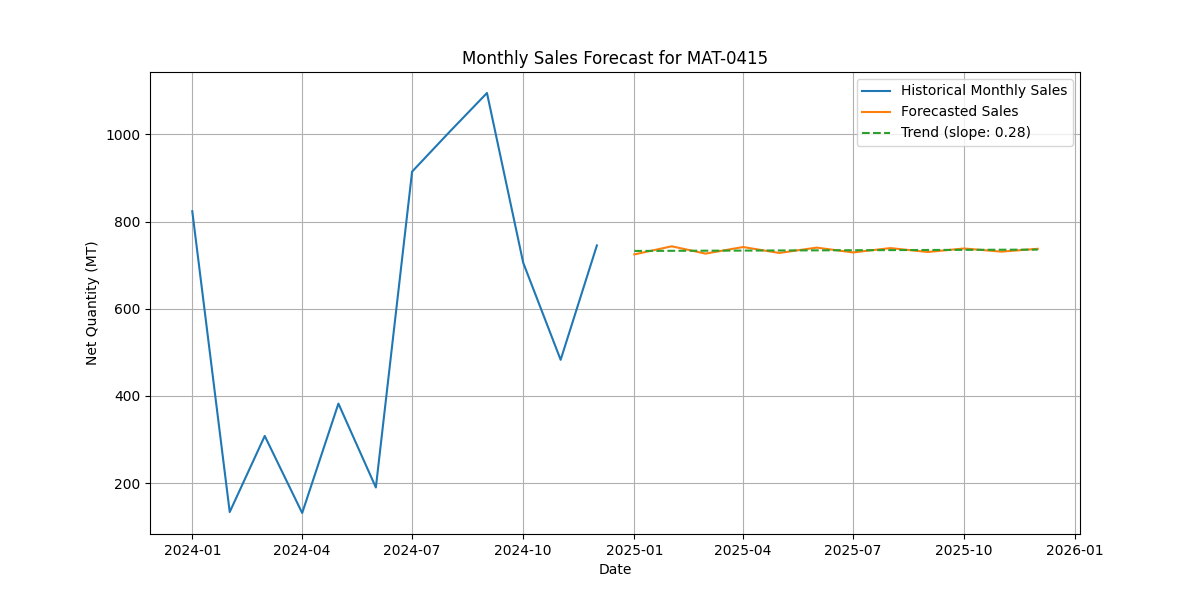 Monthly Sales Forecast for MAT-0415
Historical Monthly Sales
Forecasted Sales
Trend (slope: 0.28)
Net Quantity (MT)
1000
800
600
400
200
2024-01 2024-04 2024-07 2024-10 2025-01 2025-04 2025-07 2025-10 2026-01
Date